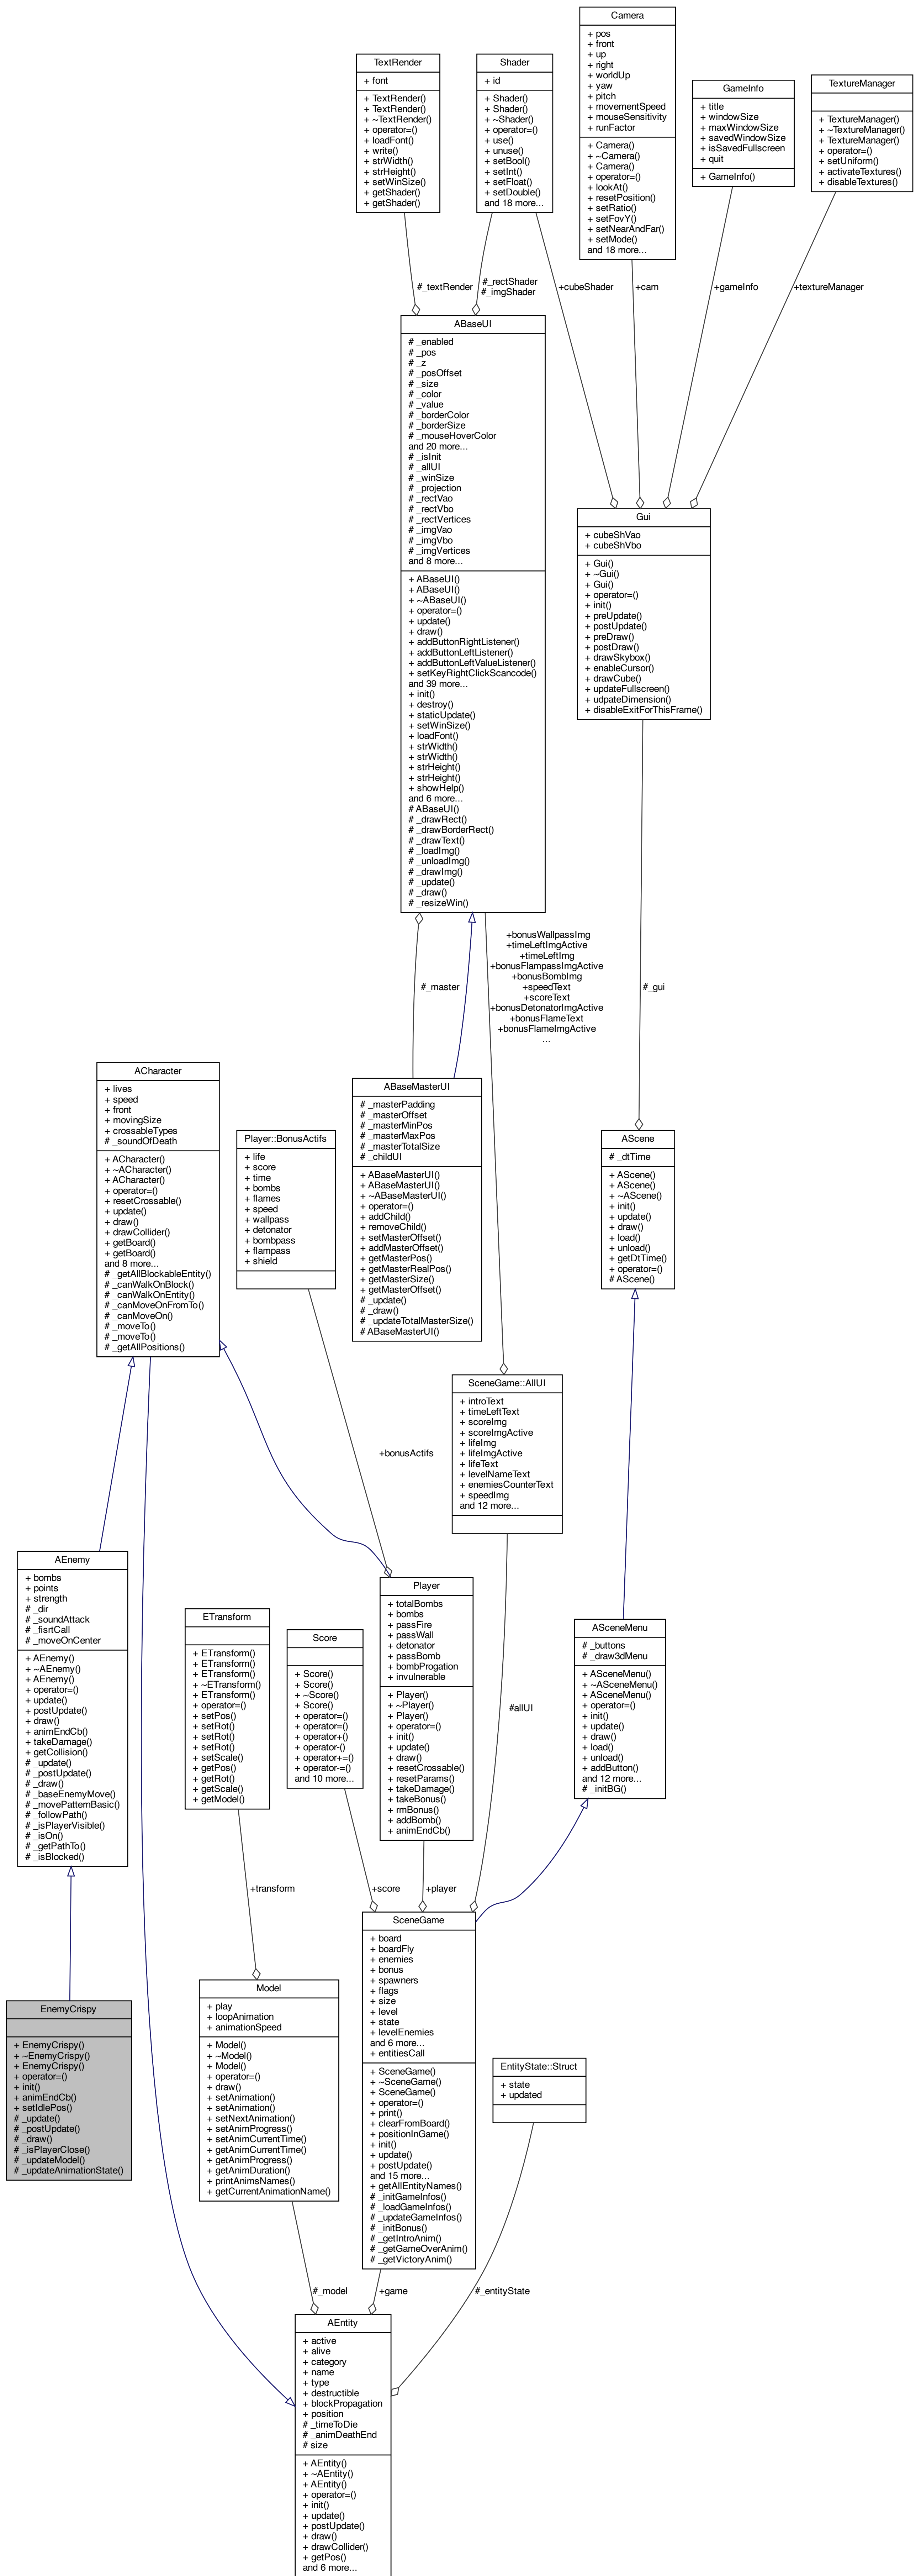 Camera
+ pos
+ front
+ up
+ right
+ worldUp
+ yaw
+ pitch
+ movementSpeed
+ mouseSensitivity
+ runFactor
+ Camera()
+ ~Camera()
+ Camera()
+ operator=()
+ lookAt()
+ resetPosition()
+ setRatio()
+ setFovY()
+ setNearAndFar()
+ setMode()
and 18 more...
TextRender
+ font
+ TextRender()
+ TextRender()
+ ~TextRender()
+ operator=()
+ loadFont()
+ write()
+ strWidth()
+ strHeight()
+ setWinSize()
+ getShader()
+ getShader()
Shader
+ id
+ Shader()
+ Shader()
+ ~Shader()
+ operator=()
+ use()
+ unuse()
+ setBool()
+ setInt()
+ setFloat()
+ setDouble()
and 18 more...
GameInfo
+ title
+ windowSize
+ maxWindowSize
+ savedWindowSize
+ isSavedFullscreen
+ quit
+ GameInfo()
TextureManager
+ TextureManager()
+ ~TextureManager()
+ TextureManager()
+ operator=()
+ setUniform()
+ activateTextures()
+ disableTextures()
#_textRender
#_rectShader
#_imgShader
+cubeShader
+cam
+gameInfo
+textureManager
ABaseUI
# _enabled
# _pos
# _z
# _posOffset
# _size
# _color
# _value
# _borderColor
# _borderSize
# _mouseHoverColor
and 20 more...
# _isInit
# _allUI
# _winSize
# _projection
# _rectVao
# _rectVbo
# _rectVertices
# _imgVao
# _imgVbo
# _imgVertices
and 8 more...
+ ABaseUI()
+ ABaseUI()
+ ~ABaseUI()
+ operator=()
+ update()
+ draw()
+ addButtonRightListener()
+ addButtonLeftListener()
+ addButtonLeftValueListener()
+ setKeyRightClickScancode()
and 39 more...
+ init()
+ destroy()
+ staticUpdate()
+ setWinSize()
+ loadFont()
+ strWidth()
+ strWidth()
+ strHeight()
+ strHeight()
+ showHelp()
and 6 more...
# ABaseUI()
# _drawRect()
# _drawBorderRect()
# _drawText()
# _loadImg()
# _unloadImg()
# _drawImg()
# _update()
# _draw()
# _resizeWin()
Gui
+ cubeShVao
+ cubeShVbo
+ Gui()
+ ~Gui()
+ Gui()
+ operator=()
+ init()
+ preUpdate()
+ postUpdate()
+ preDraw()
+ postDraw()
+ drawSkybox()
+ enableCursor()
+ drawCube()
+ updateFullscreen()
+ udpateDimension()
+ disableExitForThisFrame()
#_master
+bonusWallpassImg
+timeLeftImgActive
+timeLeftImg
+bonusFlampassImgActive
+bonusBombImg
+speedText
+scoreText
+bonusDetonatorImgActive
+bonusFlameText
+bonusFlameImgActive
...
#_gui
ACharacter
+ lives
+ speed
+ front
+ movingSize
+ crossableTypes
# _soundOfDeath
+ ACharacter()
+ ~ACharacter()
+ ACharacter()
+ operator=()
+ resetCrossable()
+ update()
+ draw()
+ drawCollider()
+ getBoard()
+ getBoard()
and 8 more...
# _getAllBlockableEntity()
# _canWalkOnBlock()
# _canWalkOnEntity()
# _canMoveOnFromTo()
# _canMoveOn()
# _moveTo()
# _moveTo()
# _getAllPositions()
ABaseMasterUI
# _masterPadding
# _masterOffset
# _masterMinPos
# _masterMaxPos
# _masterTotalSize
# _childUI
+ ABaseMasterUI()
+ ABaseMasterUI()
+ ~ABaseMasterUI()
+ operator=()
+ addChild()
+ removeChild()
+ setMasterOffset()
+ addMasterOffset()
+ getMasterPos()
+ getMasterRealPos()
+ getMasterSize()
+ getMasterOffset()
# _update()
# _draw()
# _updateTotalMasterSize()
# ABaseMasterUI()
Player::BonusActifs
+ life
+ score
+ time
+ bombs
+ flames
+ speed
+ wallpass
+ detonator
+ bombpass
+ flampass
+ shield
AScene
# _dtTime
+ AScene()
+ AScene()
+ ~AScene()
+ init()
+ update()
+ draw()
+ load()
+ unload()
+ getDtTime()
+ operator=()
# AScene()
SceneGame::AllUI
+ introText
+ timeLeftText
+ scoreImg
+ scoreImgActive
+ lifeImg
+ lifeImgActive
+ lifeText
+ levelNameText
+ enemiesCounterText
+ speedImg
and 12 more...
+bonusActifs
AEnemy
+ bombs
+ points
+ strength
# _dir
# _soundAttack
# _fisrtCall
# _moveOnCenter
+ AEnemy()
+ ~AEnemy()
+ AEnemy()
+ operator=()
+ update()
+ postUpdate()
+ draw()
+ animEndCb()
+ takeDamage()
+ getCollision()
# _update()
# _postUpdate()
# _draw()
# _baseEnemyMove()
# _movePatternBasic()
# _followPath()
# _isPlayerVisible()
# _isOn()
# _getPathTo()
# _isBlocked()
Player
+ totalBombs
+ bombs
+ passFire
+ passWall
+ detonator
+ passBomb
+ bombProgation
+ invulnerable
+ Player()
+ ~Player()
+ Player()
+ operator=()
+ init()
+ update()
+ draw()
+ resetCrossable()
+ resetParams()
+ takeDamage()
+ takeBonus()
+ rmBonus()
+ addBomb()
+ animEndCb()
ETransform
+ ETransform()
+ ETransform()
+ ETransform()
+ ~ETransform()
+ ETransform()
+ operator=()
+ setPos()
+ setRot()
+ setRot()
+ setRot()
+ setScale()
+ getPos()
+ getRot()
+ getScale()
+ getModel()
Score
+ Score()
+ Score()
+ ~Score()
+ Score()
+ operator=()
+ operator=()
+ operator+()
+ operator-()
+ operator+=()
+ operator-=()
and 10 more...
ASceneMenu
# _buttons
# _draw3dMenu
+ ASceneMenu()
+ ~ASceneMenu()
+ ASceneMenu()
+ operator=()
+ init()
+ update()
+ draw()
+ load()
+ unload()
+ addButton()
and 12 more...
# _initBG()
#allUI
+transform
+score
+player
SceneGame
+ board
+ boardFly
+ enemies
+ bonus
+ spawners
+ flags
+ size
+ level
+ state
+ levelEnemies
and 6 more...
+ entitiesCall
+ SceneGame()
+ ~SceneGame()
+ SceneGame()
+ operator=()
+ print()
+ clearFromBoard()
+ positionInGame()
+ init()
+ update()
+ postUpdate()
and 15 more...
+ getAllEntityNames()
# _initGameInfos()
# _loadGameInfos()
# _updateGameInfos()
# _initBonus()
# _getIntroAnim()
# _getGameOverAnim()
# _getVictoryAnim()
Model
+ play
+ loopAnimation
+ animationSpeed
+ Model()
+ ~Model()
+ Model()
+ operator=()
+ draw()
+ setAnimation()
+ setAnimation()
+ setNextAnimation()
+ setAnimProgress()
+ setAnimCurrentTime()
+ getAnimCurrentTime()
+ getAnimProgress()
+ getAnimDuration()
+ printAnimsNames()
+ getCurrentAnimationName()
EnemyCrispy
+ EnemyCrispy()
+ ~EnemyCrispy()
+ EnemyCrispy()
+ operator=()
+ init()
+ animEndCb()
+ setIdlePos()
# _update()
# _postUpdate()
# _draw()
# _isPlayerClose()
# _updateModel()
# _updateAnimationState()
EntityState::Struct
+ state
+ updated
#_model
+game
#_entityState
AEntity
+ active
+ alive
+ category
+ name
+ type
+ destructible
+ blockPropagation
+ position
# _timeToDie
# _animDeathEnd
# size
+ AEntity()
+ ~AEntity()
+ AEntity()
+ operator=()
+ init()
+ update()
+ postUpdate()
+ draw()
+ drawCollider()
+ getPos()
and 6 more...